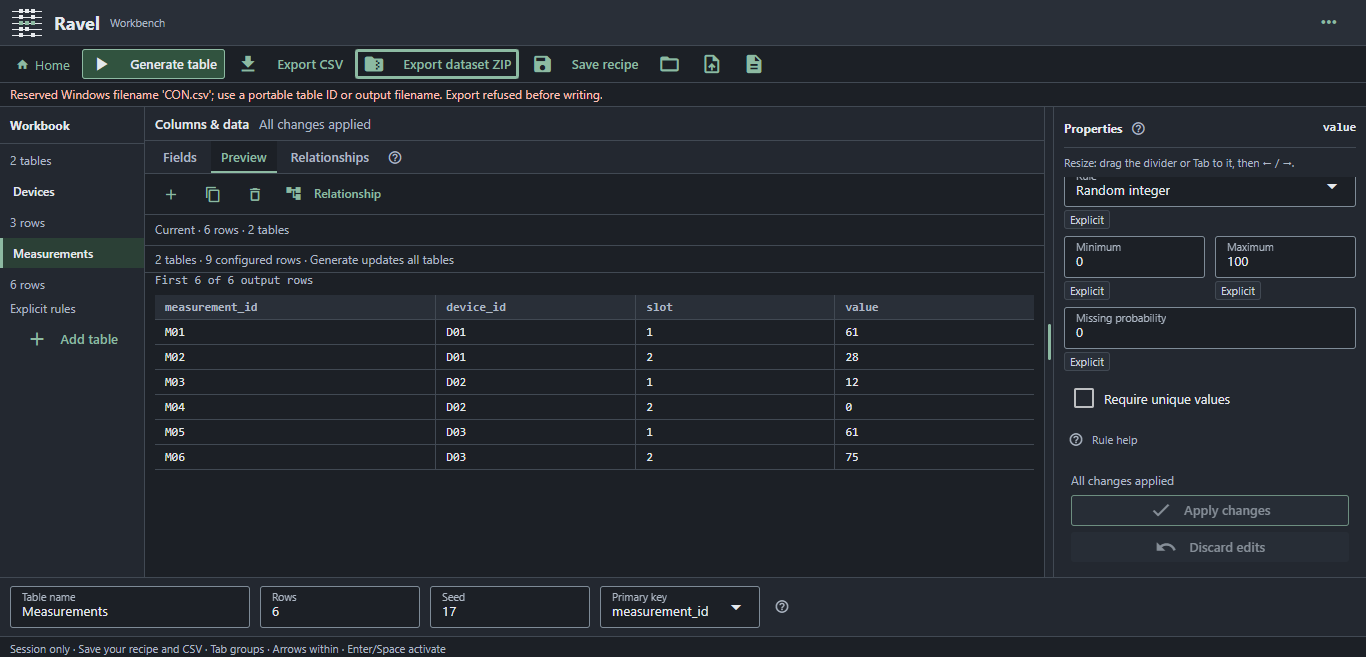 Ravel Workbench
Home Generate table Export CSV Export dataset ZIP Save recipe
Reserved Windows filename 'CON.csv'; use a portable table ID or output filename. Export refused before writing.
Workbook
2 tables
Devices
3 rows
Measurements
6 rows
Explicit rules
Add table
Columns & data All changes applied
Fields Preview Relationships
Relationship
Current · 6 rows · 2 tables
2 tables · 9 configured rows · Generate updates all tables
First 6 of 6 output rows
measurement_id device_id slot value
M01 D01 1 61
M02 D01 2 28
M03 D02 1 12
M04 D02 2 0
M05 D03 1 61
M06 D03 2 75
Properties value
Resize: drag the divider or Tab to it, then ← / →.
Rule
Random integer
Explicit
Minimum Maximum
0 100
Explicit Explicit
Missing probability
0
Explicit
Require unique values
Rule help
All changes applied
Apply changes
Discard edits
Table name Rows Seed Primary key
Measurements 6 17 measurement_id
Session only · Save your recipe and CSV · Tab groups · Arrows within · Enter/Space activate